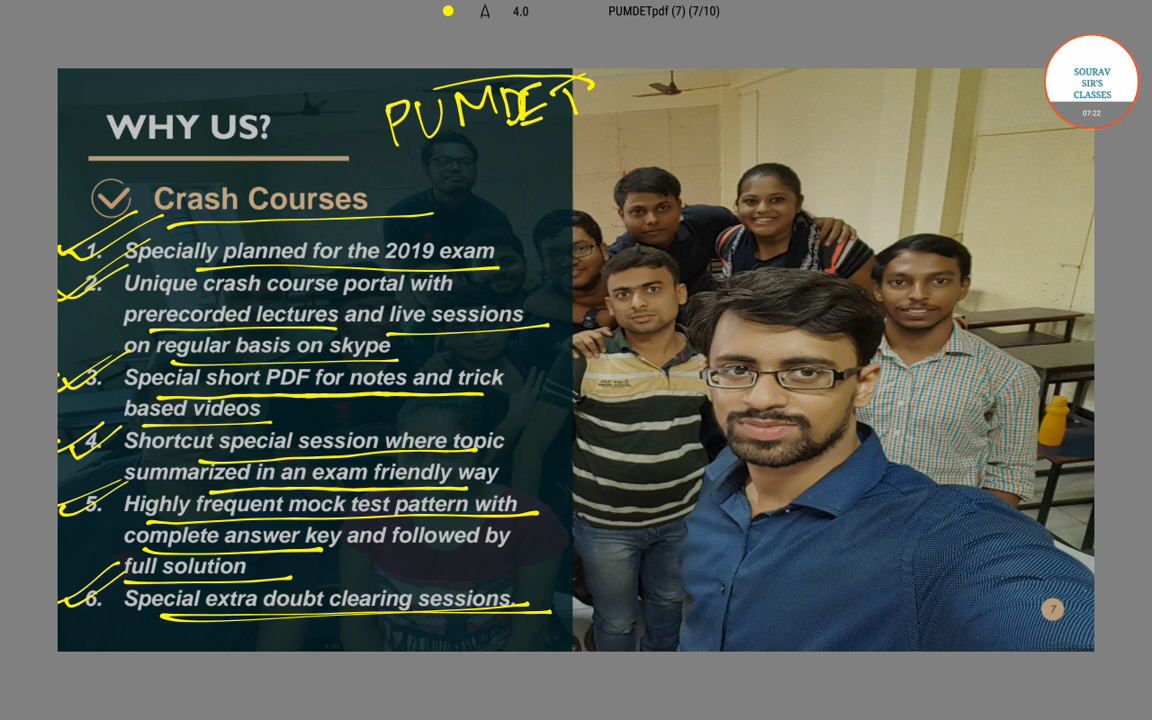 4.0
PUMDETpdf (7) (7/10)
SOURAV
SIR'S
CLASSES
07:22
PUMDET
WHY US?
Crash Courses
1. Specially planned for the 2019 exam
2. Unique crash course portal with
prerecorded lectures and live sessions
on regular basis on skype
3. Special short PDF for notes and trick
based videos
4. Shortcut special session where topic
summarized in an exam friendly way
5. Highly frequent mock test pattern with
complete answer key and followed by
full solution
6. Special extra doubt clearing sessions.
7